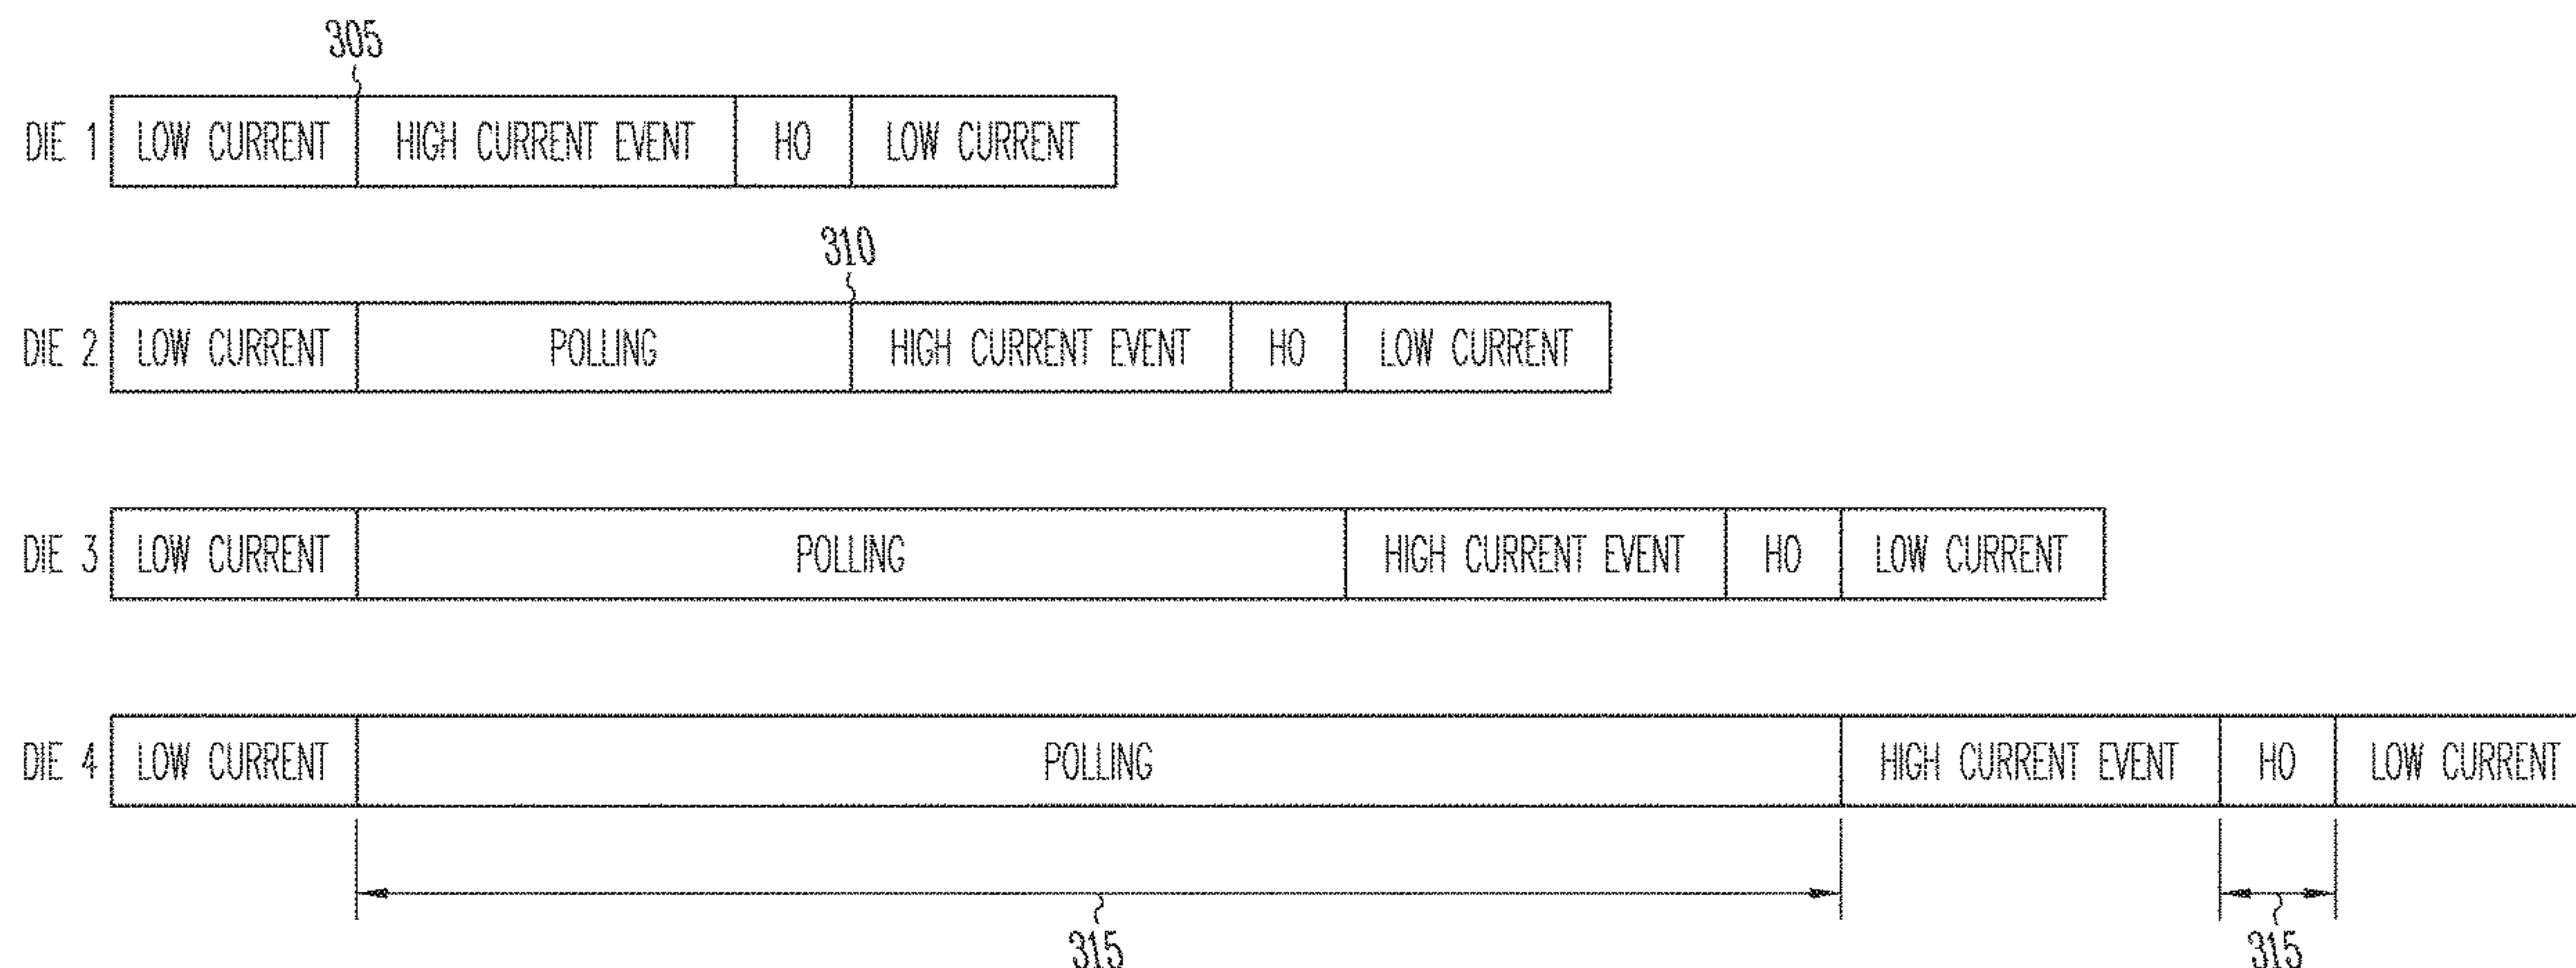 305
DIE 1 LOW CURRENT HIGH CURRENT EVENT HO LOW CURRENT
310
DIE 2 LOW CURRENT POLLING HIGH CURRENT EVENT HO LOW CURRENT
DIE 3 LOW CURRENT POLLING HIGH CURRENT EVENT HO LOW CURRENT
DIE 4 LOW CURRENT POLLING HIGH CURRENT EVENT HO LOW CURRENT
315 315